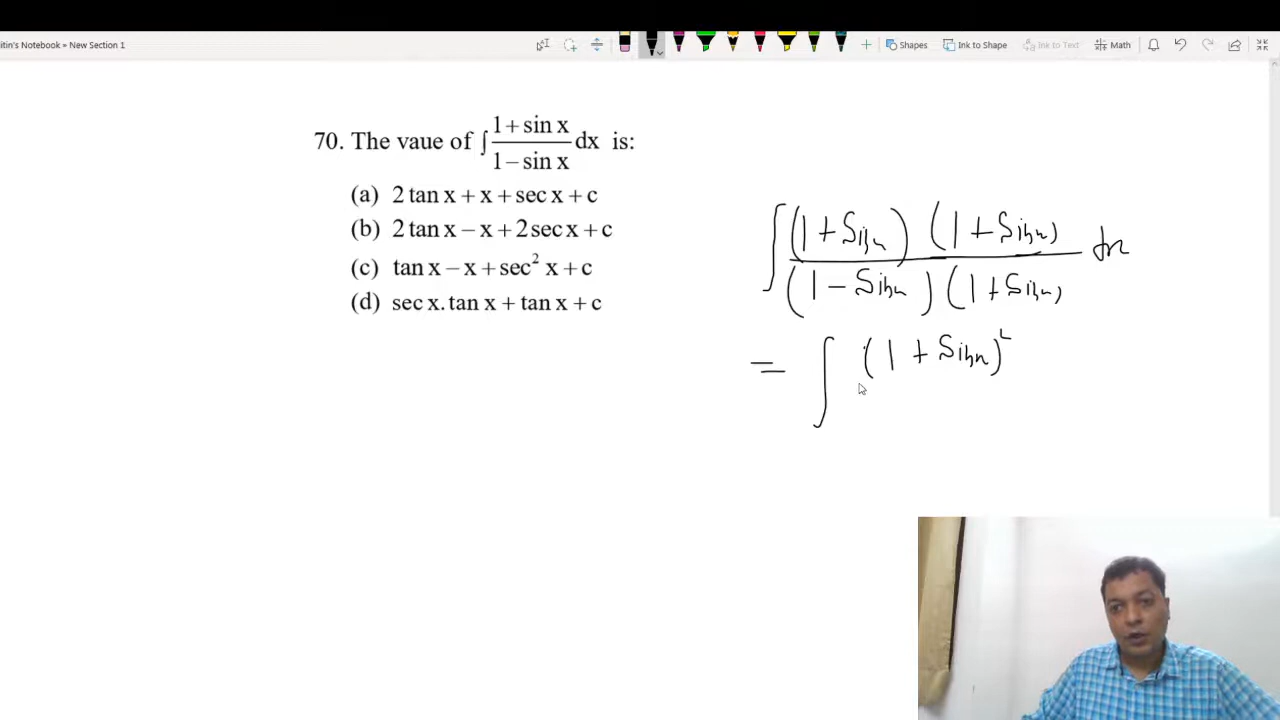 itin's Notebook » New Section 1
Shapes Ink to Shape Ink to Text Math
70. The vaue of ∫ (1+sin x)/(1−sin x) dx is:
(a) 2 tan x + x + sec x + c
(b) 2 tan x − x + 2 sec x + c
(c) tan x − x + sec² x + c
(d) sec x. tan x + tan x + c
∫ (1 + Sinx) (1 + Sinx) / (1 − Sinx) (1 + Sinx) dx
= ∫ (1 + Sinx)²